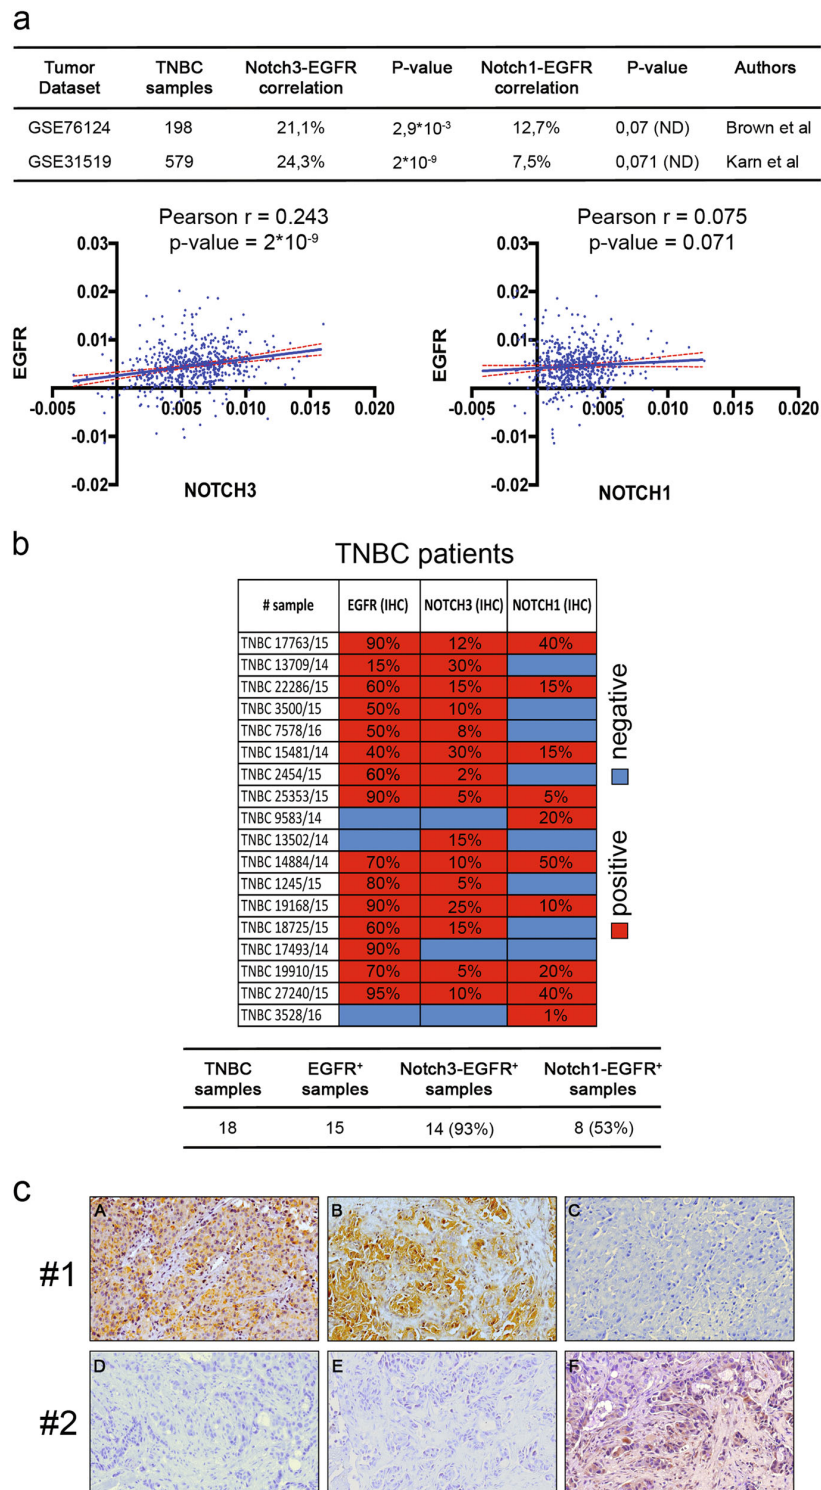 a
Tumor Dataset TNBC samples Notch3-EGFR correlation P-value Notch1-EGFR correlation P-value Authors
GSE76124 198 21,1% 2,9*10-3 12,7% 0,07 (ND) Brown et al
GSE31519 579 24,3% 2*10-9 7,5% 0,071 (ND) Karn et al
Pearson r = 0.243
p-value = 2*10-9
0.03
0.02
0.01
-0.01
-0.02
-0.005 0.005 0.010 0.015 0.020
EGFR
NOTCH3
Pearson r = 0.075
p-value = 0.071
0.03
0.02
0.01
-0.01
-0.02
-0.005 0.005 0.010 0.015 0.020
EGFR
NOTCH1
b
TNBC patients
# sample EGFR (IHC) NOTCH3 (IHC) NOTCH1 (IHC)
TNBC 17763/15 90% 12% 40%
TNBC 13709/14 15% 30%
TNBC 22286/15 60% 15% 15%
TNBC 3500/15 50% 10%
TNBC 7578/16 50% 8%
TNBC 15481/14 40% 30% 15%
TNBC 2454/15 60% 2%
TNBC 25353/15 90% 5% 5%
TNBC 9583/14 20%
TNBC 13502/14 15%
TNBC 14884/14 70% 10% 50%
TNBC 1245/15 80% 5%
TNBC 19168/15 90% 25% 10%
TNBC 18725/15 60% 15%
TNBC 17493/14 90%
TNBC 19910/15 70% 5% 20%
TNBC 27240/15 95% 10% 40%
TNBC 3528/16 1%
negative
positive
TNBC samples EGFR+ samples Notch3-EGFR+ samples Notch1-EGFR+ samples
18 15 14 (93%) 8 (53%)
c
#1
A B C
#2
D E F